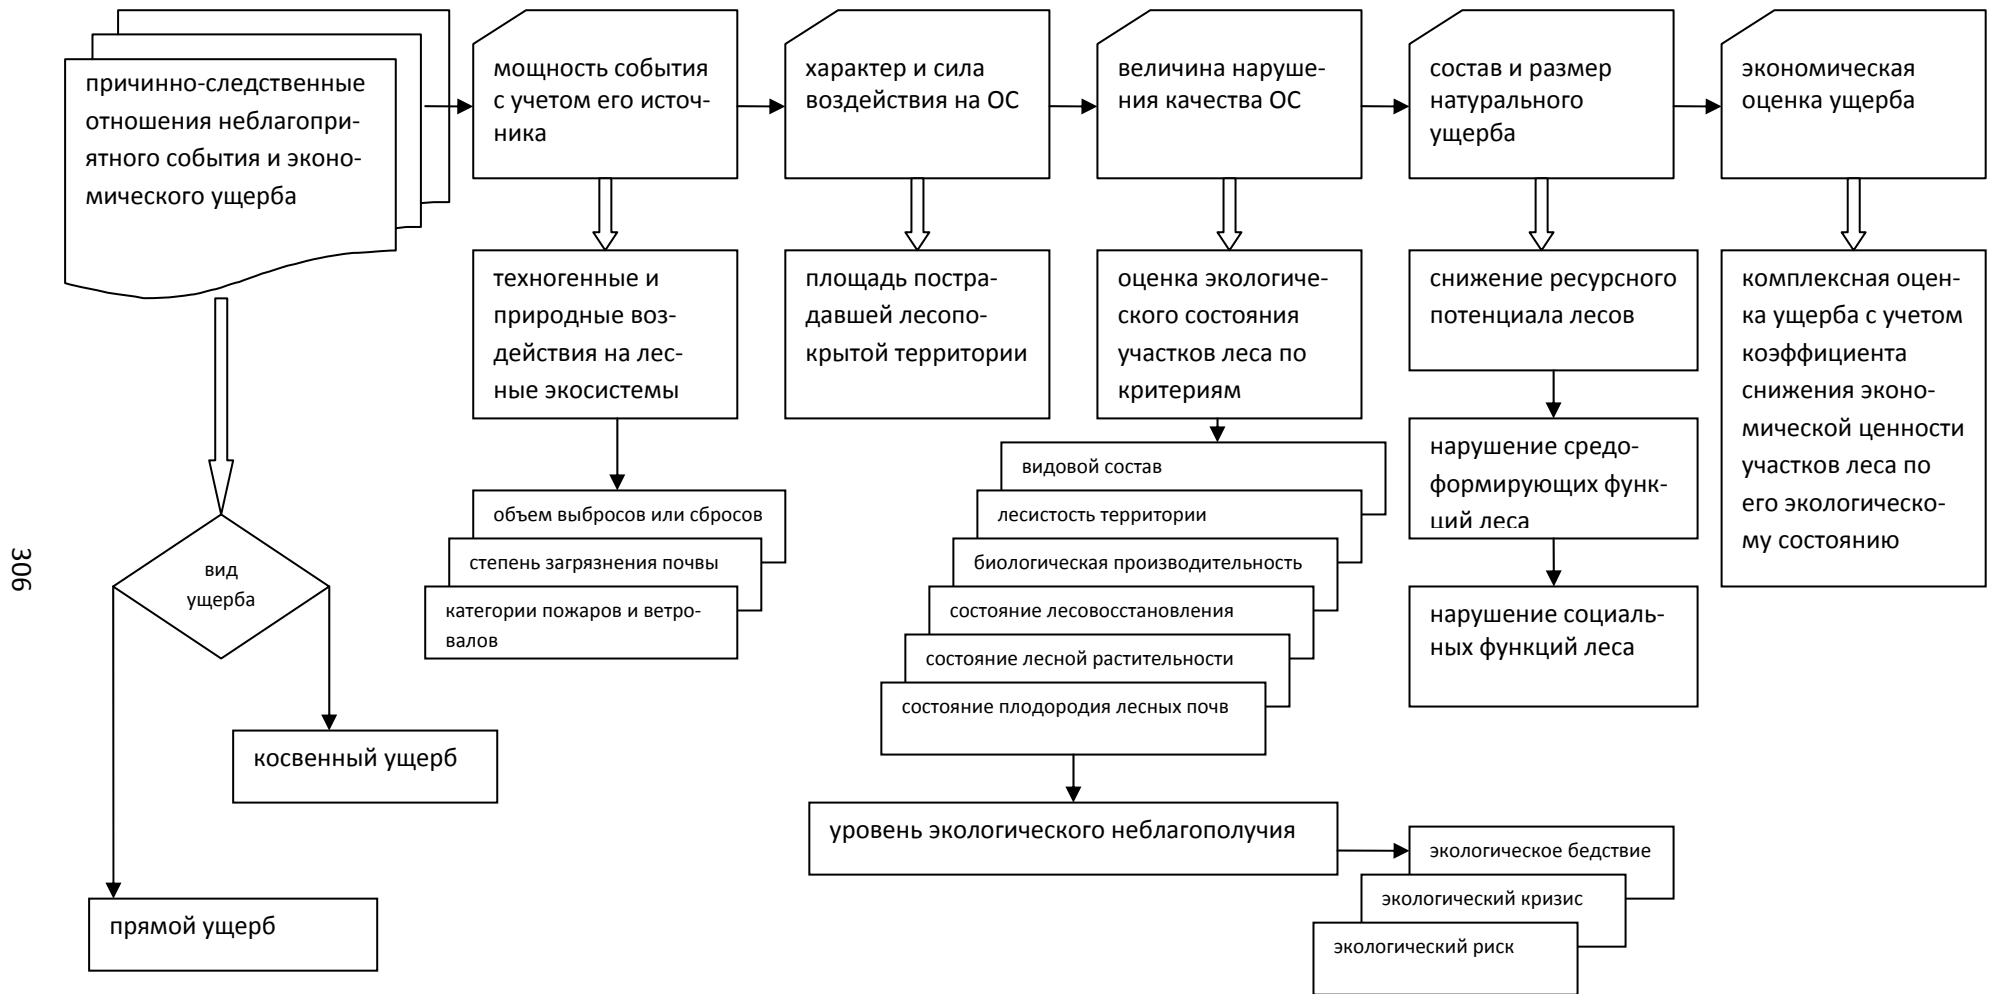 причинно-следственные
отношения неблагопри-
ятного события и эконо-
мического ущерба
мощность события
с учетом его источ-
ника
характер и сила
воздействия на ОС
величина наруше-
ния качества ОС
состав и размер
натурального
ущерба
экономическая
оценка ущерба
техногенные и
природные воз-
действия на лес-
ные экосистемы
площадь постра-
давшей лесопо-
крытой территории
оценка экологиче-
ского состояния
участков леса по
критериям
снижение ресурсного
потенциала лесов
комплексная оцен-
ка ущерба с учетом
коэффициента
снижения эконо-
мической ценности
участков леса по
его экологическо-
му состоянию
нарушение средо-
формирующих функ-
ций леса
нарушение социаль-
ных функций леса
объем выбросов или сбросов
степень загрязнения почвы
категории пожаров и ветро-
валов
видовой состав
лесистость территории
биологическая производительность
состояние лесовосстановления
состояние лесной растительности
состояние плодородия лесных почв
вид
ущерба
косвенный ущерб
прямой ущерб
уровень экологического неблагополучия
экологическое бедствие
экологический кризис
экологический риск
306